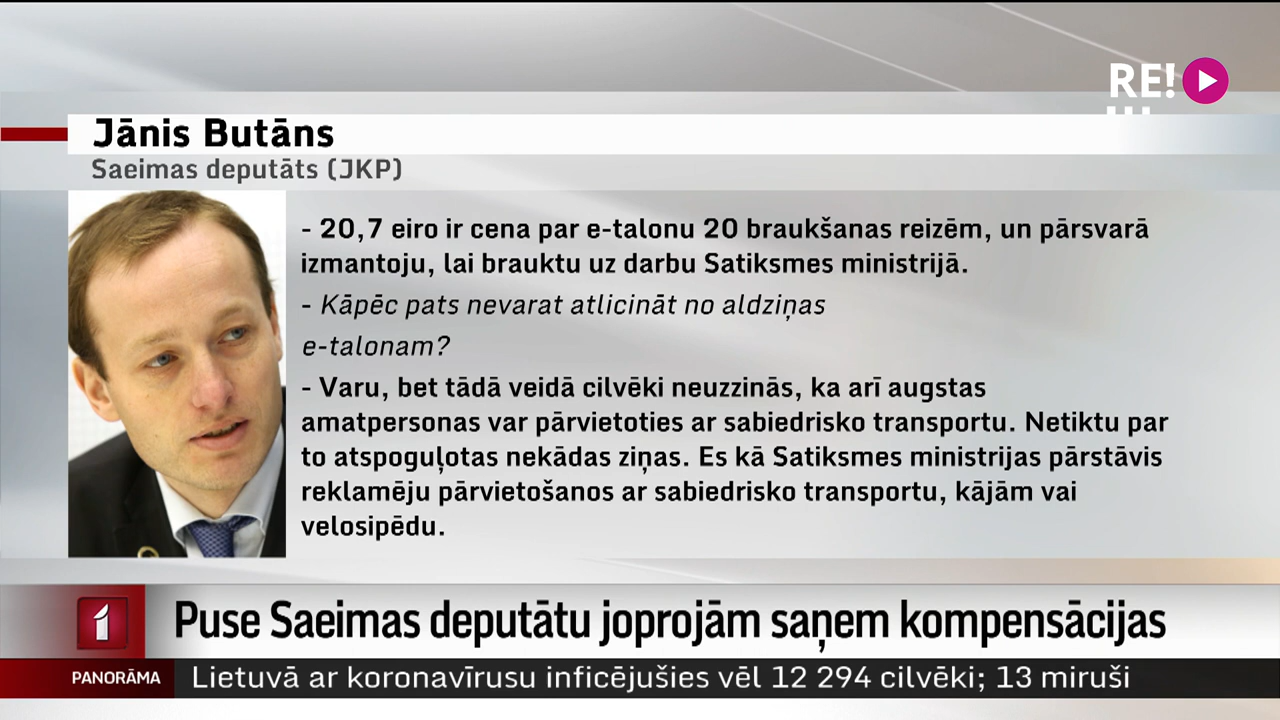 RE!
Jānis Butāns
Saeimas deputāts (JKP)
- 20,7 eiro ir cena par e-talonu 20 braukšanas reizēm, un pārsvarā
izmantoju, lai brauktu uz darbu Satiksmes ministrijā.
- Kāpēc pats nevarat atlicināt no aldziņas
e-talonam?
- Varu, bet tādā veidā cilvēki neuzzinās, ka arī augstas
amatpersonas var pārvietoties ar sabiedrisko transportu. Netiktu par
to atspoguļotas nekādas ziņas. Es kā Satiksmes ministrijas pārstāvis
reklamēju pārvietošanos ar sabiedrisko transportu, kājām vai
velosipēdu.
1 Puse Saeimas deputātu joprojām saņem kompensācijas
PANORĀMA Lietuvā ar koronavīrusu inficējušies vēl 12 294 cilvēki; 13 miruši